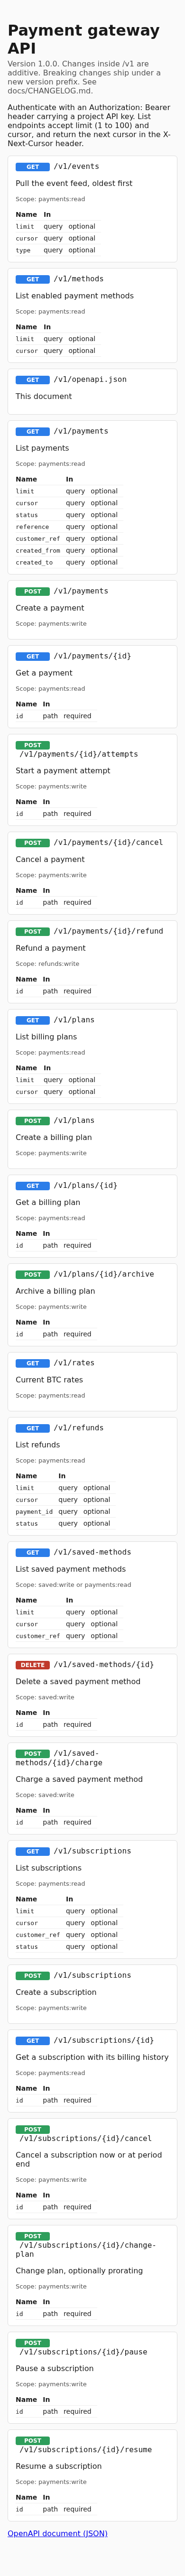 Payment gateway
API
Version 1.0.0. Changes inside /v1 are
additive. Breaking changes ship under a
new version prefix. See
docs/CHANGELOG.md.
Authenticate with an Authorization: Bearer
header carrying a project API key. List
endpoints accept limit (1 to 100) and
cursor, and return the next cursor in the X-
Next-Cursor header.
GET /v1/events
Pull the event feed, oldest first
Scope: payments:read
Name In
limit query optional
cursor query optional
type query optional
GET /v1/methods
List enabled payment methods
Scope: payments:read
Name In
limit query optional
cursor query optional
GET /v1/openapi.json
This document
GET /v1/payments
List payments
Scope: payments:read
Name In
limit query optional
cursor query optional
status query optional
reference query optional
customer_ref query optional
created_from query optional
created_to query optional
POST /v1/payments
Create a payment
Scope: payments:write
GET /v1/payments/{id}
Get a payment
Scope: payments:read
Name In
id path required
POST
/v1/payments/{id}/attempts
Start a payment attempt
Scope: payments:write
Name In
id path required
POST /v1/payments/{id}/cancel
Cancel a payment
Scope: payments:write
Name In
id path required
POST /v1/payments/{id}/refund
Refund a payment
Scope: refunds:write
Name In
id path required
GET /v1/plans
List billing plans
Scope: payments:read
Name In
limit query optional
cursor query optional
POST /v1/plans
Create a billing plan
Scope: payments:write
GET /v1/plans/{id}
Get a billing plan
Scope: payments:read
Name In
id path required
POST /v1/plans/{id}/archive
Archive a billing plan
Scope: payments:write
Name In
id path required
GET /v1/rates
Current BTC rates
Scope: payments:read
GET /v1/refunds
List refunds
Scope: payments:read
Name In
limit query optional
cursor query optional
payment_id query optional
status query optional
GET /v1/saved-methods
List saved payment methods
Scope: saved:write or payments:read
Name In
limit query optional
cursor query optional
customer_ref query optional
DELETE /v1/saved-methods/{id}
Delete a saved payment method
Scope: saved:write
Name In
id path required
POST /v1/saved-
methods/{id}/charge
Charge a saved payment method
Scope: saved:write
Name In
id path required
GET /v1/subscriptions
List subscriptions
Scope: payments:read
Name In
limit query optional
cursor query optional
customer_ref query optional
status query optional
POST /v1/subscriptions
Create a subscription
Scope: payments:write
GET /v1/subscriptions/{id}
Get a subscription with its billing history
Scope: payments:read
Name In
id path required
POST
/v1/subscriptions/{id}/cancel
Cancel a subscription now or at period
end
Scope: payments:write
Name In
id path required
POST
/v1/subscriptions/{id}/change-
plan
Change plan, optionally prorating
Scope: payments:write
Name In
id path required
POST
/v1/subscriptions/{id}/pause
Pause a subscription
Scope: payments:write
Name In
id path required
POST
/v1/subscriptions/{id}/resume
Resume a subscription
Scope: payments:write
Name In
id path required
OpenAPI document (JSON)